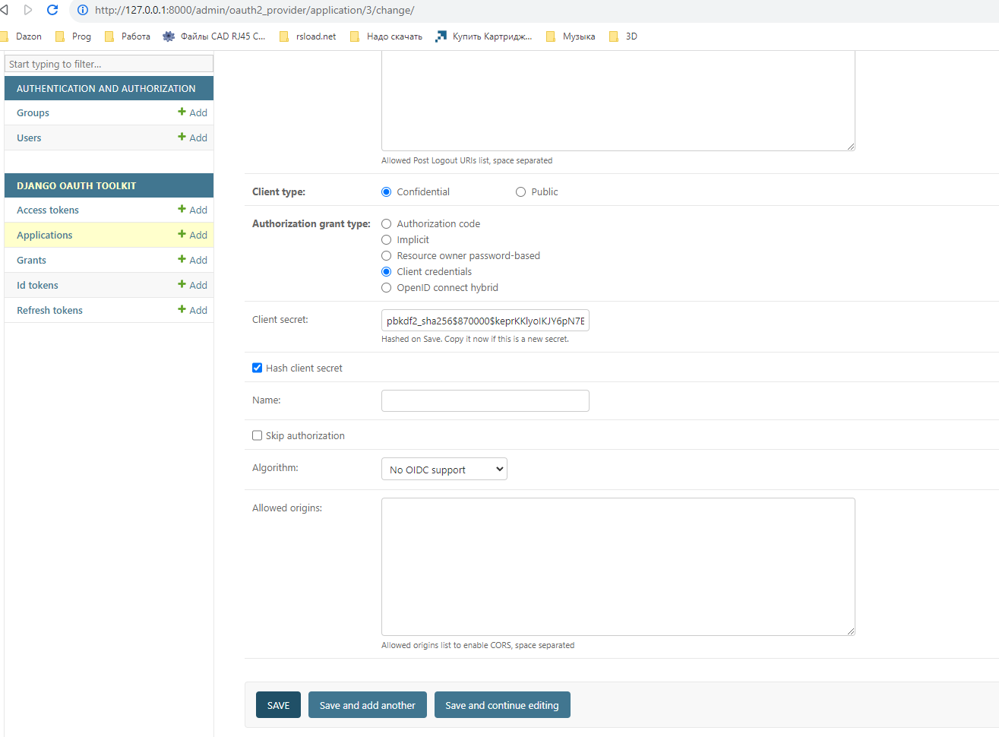 http://127.0.0.1:8000/admin/oauth2_provider/application/3/change/
Dazon Prog Работа Файлы CAD RJ45 C... rsload.net Надо скачать Купить Картридж... Музыка 3D
Start typing to filter...
AUTHENTICATION AND AUTHORIZATION
Groups + Add
Users + Add
DJANGO OAUTH TOOLKIT
Access tokens + Add
Applications + Add
Grants + Add
Id tokens + Add
Refresh tokens + Add
Allowed Post Logout URIs list, space separated
Client type: Confidential Public
Authorization grant type: Authorization code
Implicit
Resource owner password-based
Client credentials
OpenID connect hybrid
Client secret: pbkdf2_sha256$870000$keprKKlyoIKJY6pN7E
Hashed on Save. Copy it now if this is a new secret.
Hash client secret
Name:
Skip authorization
Algorithm: No OIDC support
Allowed origins:
Allowed origins list to enable CORS, space separated
SAVE Save and add another Save and continue editing